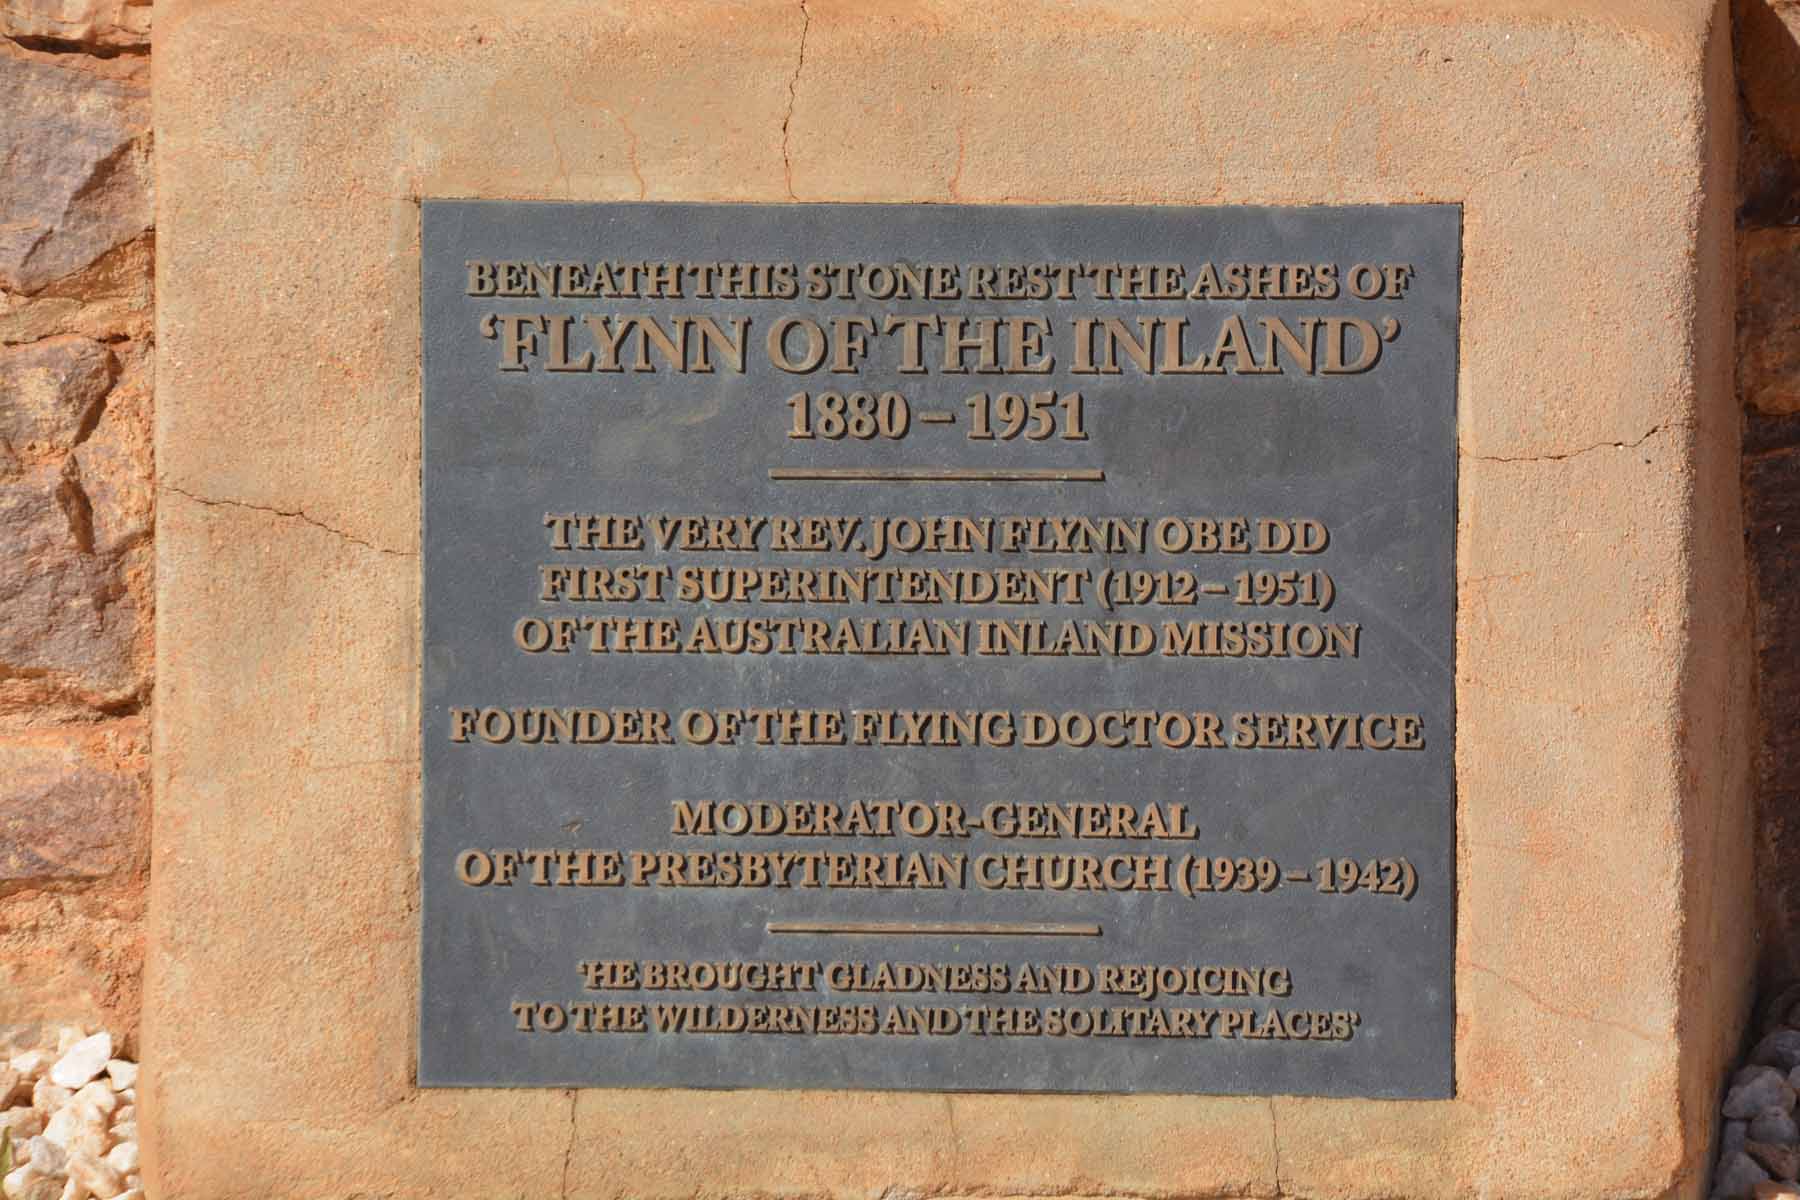 BENEATH THIS STONE REST THE ASHES OF
‘FLYNN OF THE INLAND’
1880 – 1951
THE VERY REV. JOHN FLYNN OBE DD
FIRST SUPERINTENDENT (1912 – 1951)
OF THE AUSTRALIAN INLAND MISSION
FOUNDER OF THE FLYING DOCTOR SERVICE
MODERATOR-GENERAL
OF THE PRESBYTERIAN CHURCH (1939 – 1942)
‘HE BROUGHT GLADNESS AND REJOICING
TO THE WILDERNESS AND THE SOLITARY PLACES’